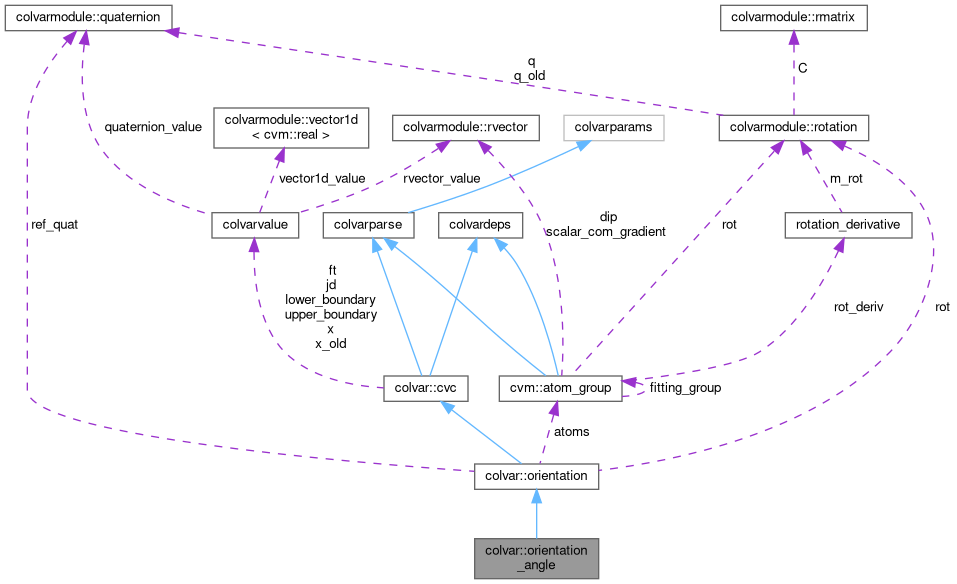 colvarmodule::quaternion
colvarmodule::rmatrix
q
q_old
C
colvarmodule::vector1d
< cvm::real >
colvarmodule::rvector
colvarparams
colvarmodule::rotation
quaternion_value
vector1d_value
rvector_value
m_rot
ref_quat
colvarvalue
colvarparse
colvardeps
dip
scalar_com_gradient
rot
rotation_derivative
ft
jd
lower_boundary
upper_boundary
x
x_old
rot_deriv
rot
colvar::cvc
cvm::atom_group
fitting_group
atoms
colvar::orientation
colvar::orientation
_angle